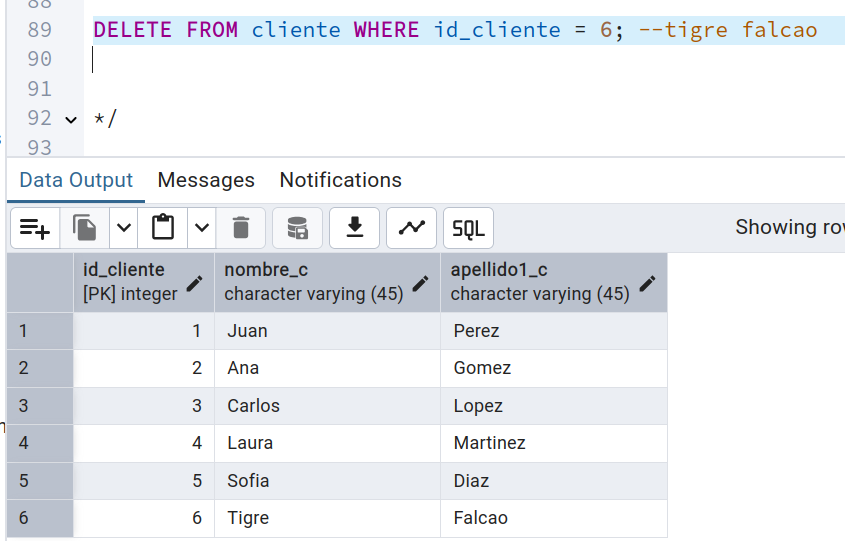 88
89 DELETE FROM cliente WHERE id_cliente = 6; --tigre falcao
90
91
92 */
93
Data Output Messages Notifications
SQL Showing
id_cliente nombre_c apellido1_c
[PK] integer character varying (45) character varying (45)
1 1 Juan Perez
2 2 Ana Gomez
3 3 Carlos Lopez
4 4 Laura Martinez
5 5 Sofia Diaz
6 6 Tigre Falcao